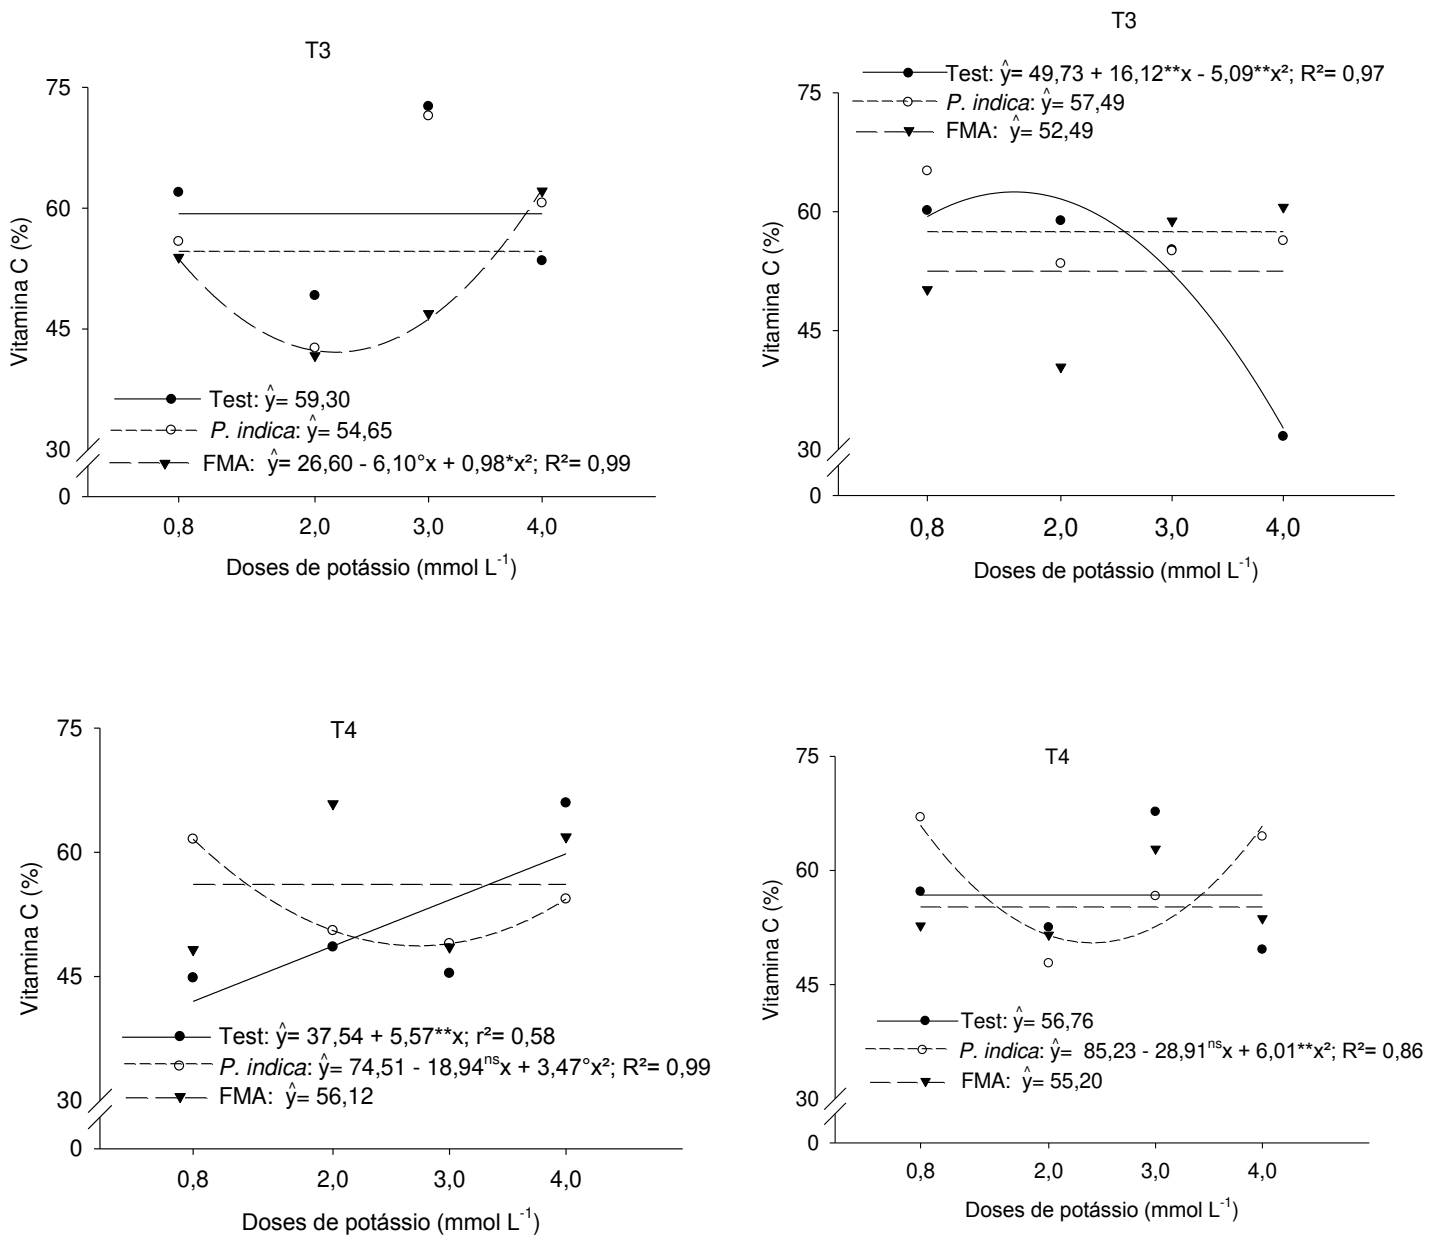 T3
75
60
45
30
0
Vitamina C (%)
Test: ŷ= 59,30
P. indica: ŷ= 54,65
FMA: ŷ= 26,60 - 6,10°x + 0,98*x²; R²= 0,99
0,8 2,0 3,0 4,0
Doses de potássio (mmol L⁻¹)
T3
Test: ŷ= 49,73 + 16,12**x - 5,09**x²; R²= 0,97
P. indica: ŷ= 57,49
FMA: ŷ= 52,49
75
60
45
30
0
Vitamina C (%)
0,8 2,0 3,0 4,0
Doses de potássio (mmol L⁻¹)
T4
75
60
45
30
0
Vitamina C (%)
Test: ŷ= 37,54 + 5,57**x; r²= 0,58
P. indica: ŷ= 74,51 - 18,94ⁿˢx + 3,47°x²; R²= 0,99
FMA: ŷ= 56,12
0,8 2,0 3,0 4,0
Doses de potássio (mmol L⁻¹)
T4
75
60
45
30
0
Vitamina C (%)
Test: ŷ= 56,76
P. indica: ŷ= 85,23 - 28,91ⁿˢx + 6,01**x²; R²= 0,86
FMA: ŷ= 55,20
0,8 2,0 3,0 4,0
Doses de potássio (mmol L⁻¹)